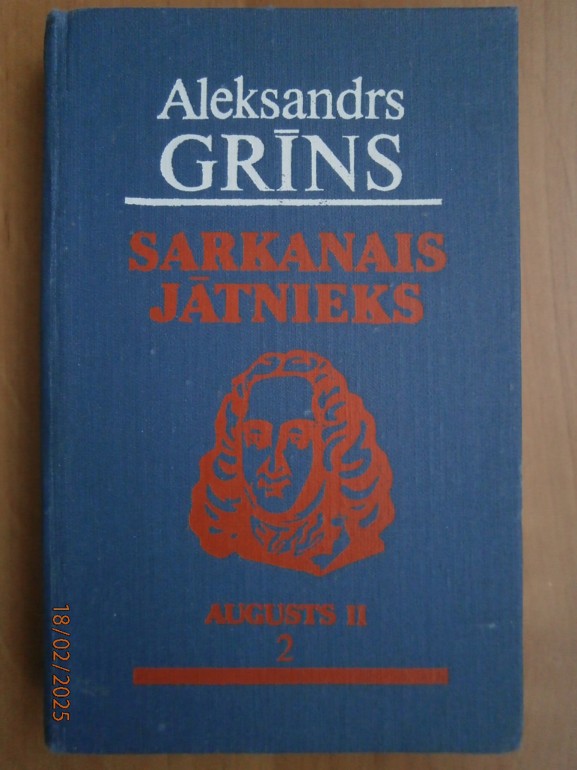 Aleksandrs
GRĪNS
SARKANAIS
JĀTNIEKS
AUGUSTS II
2
18/02/2025